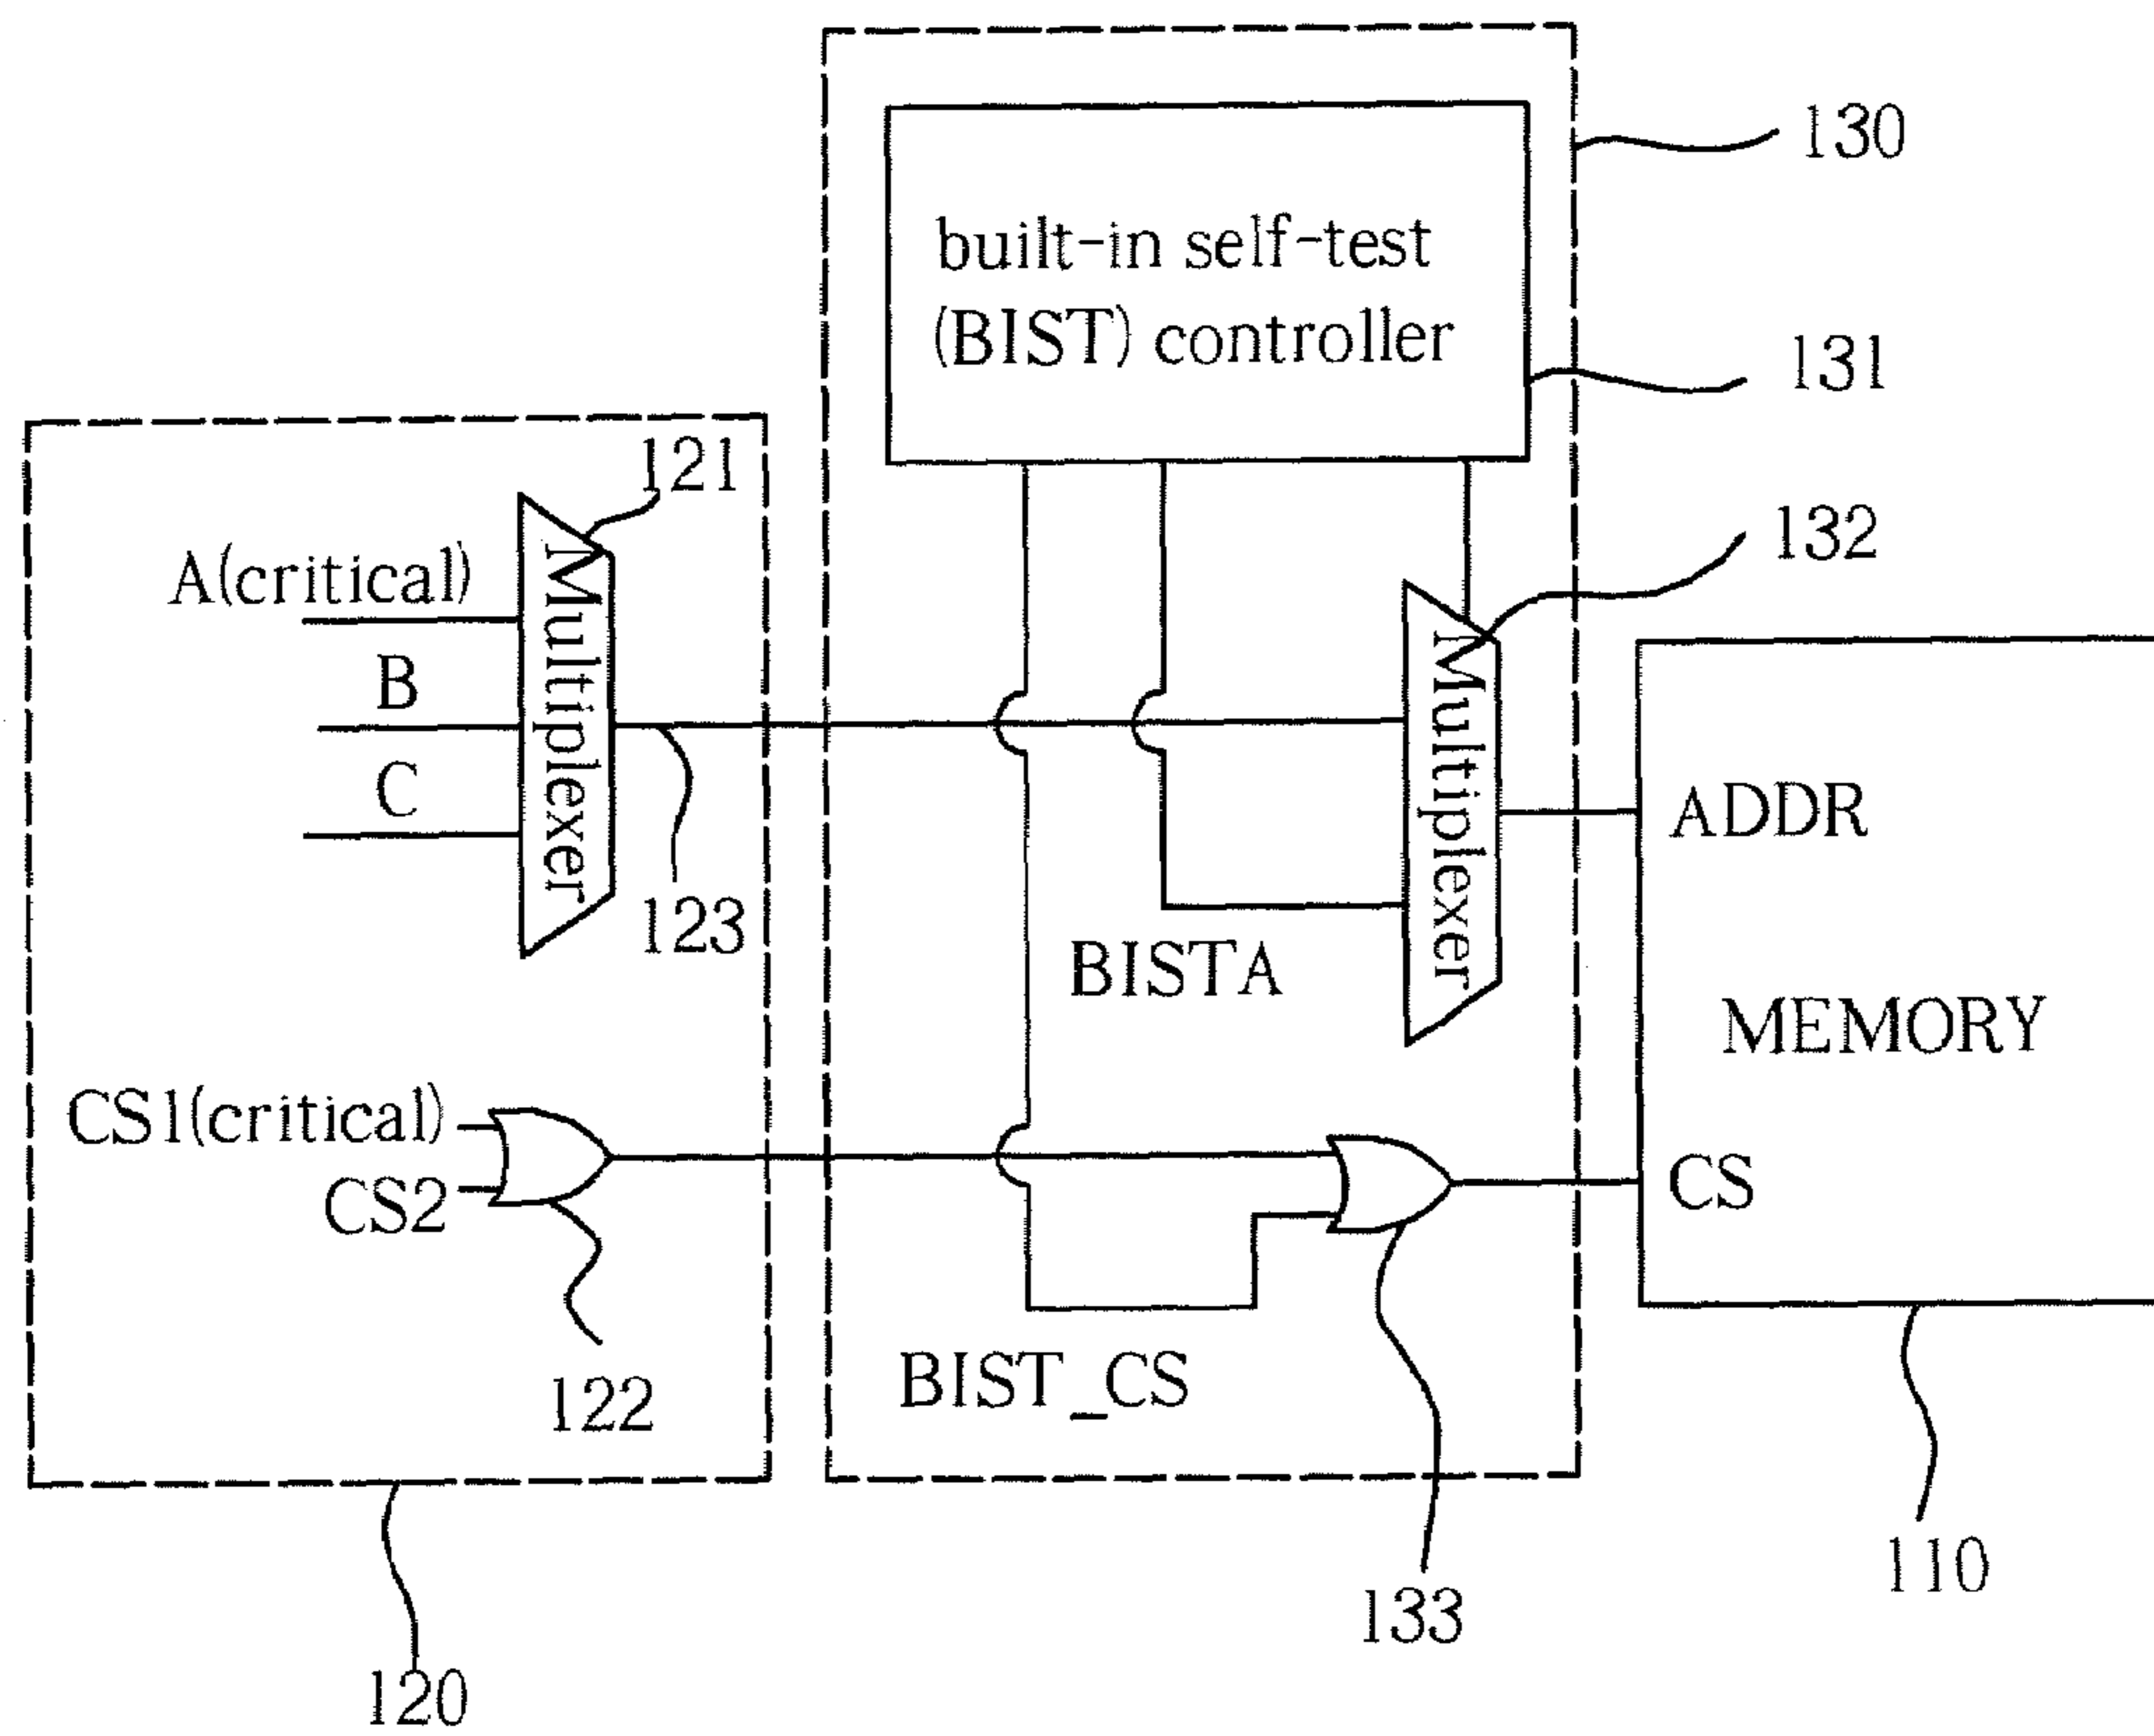 130
built-in self-test
(BIST) controller
131
121
132
A(critical)
Multiplexer
Multiplexer
B
C
ADDR
123
BISTA
MEMORY
CS1(critical)
CS2
CS
BIST_CS
122
110
133
120